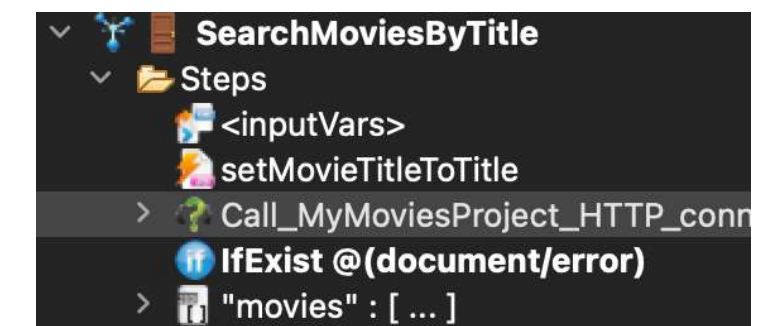 SearchMoviesByTitle
Steps
<inputVars>
setMovieTitleToTitle
Call_MyMoviesProject_HTTP_conn
IfExist @(document/error)
"movies" : [ ... ]